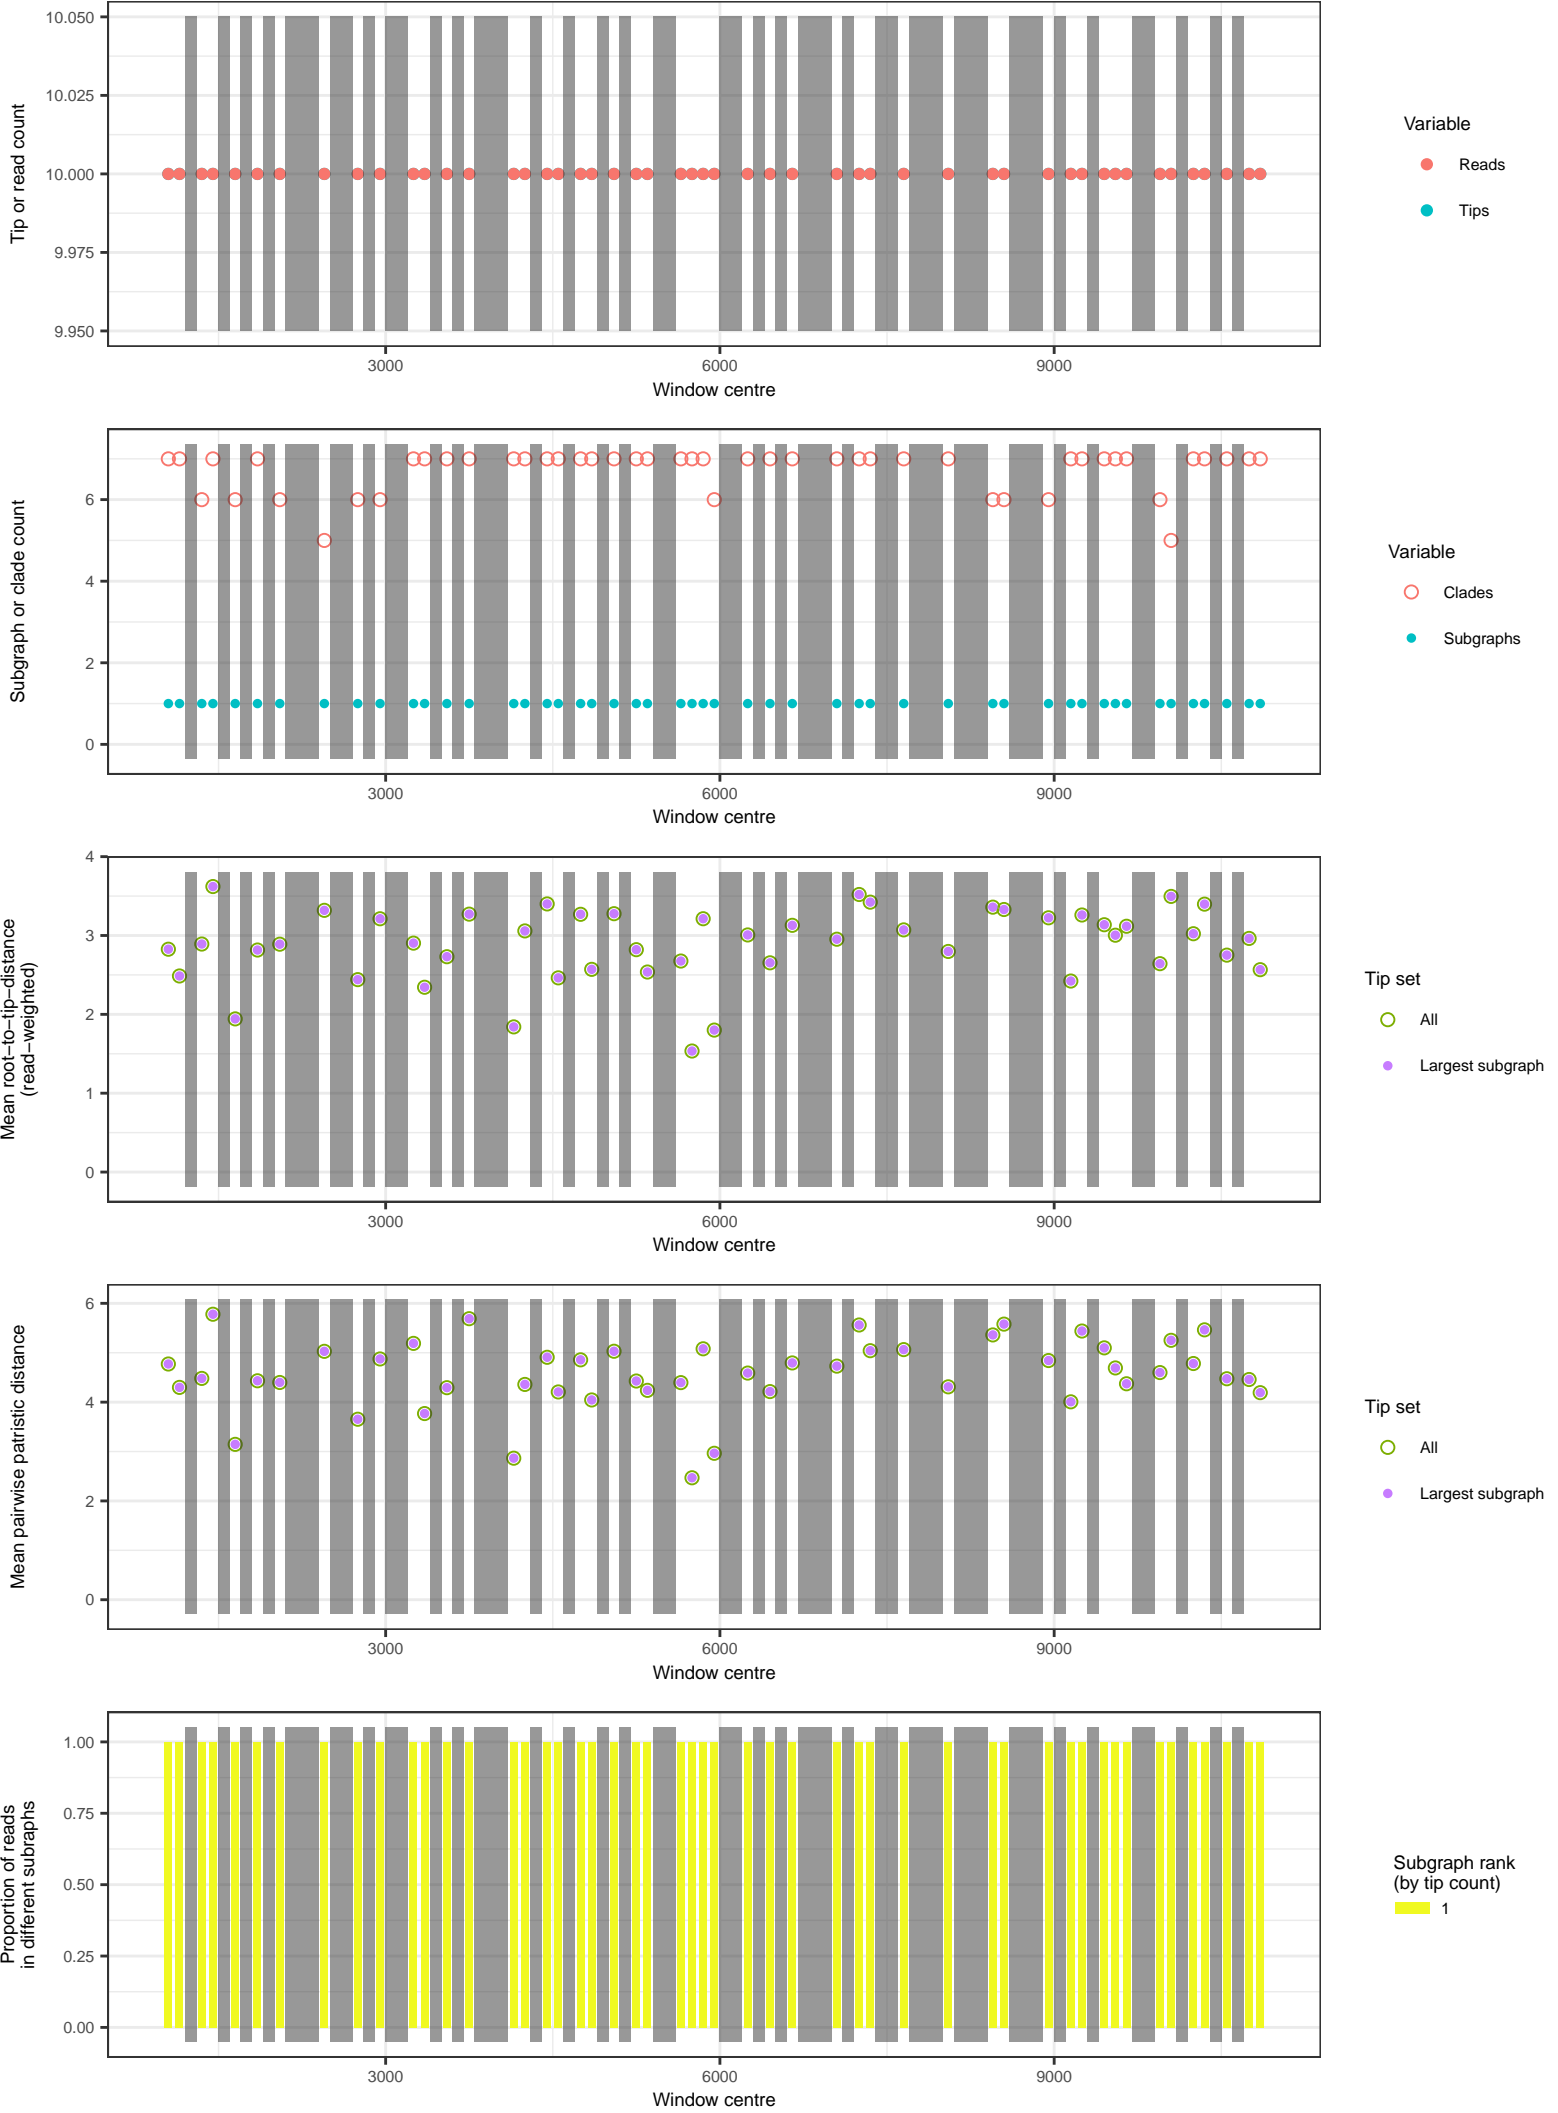 10.050
10.025
10.000
9.975
9.950
Tip or read count
3000
6000
9000
Window centre
Variable
Reads
Tips
6
4
2
0
Subgraph or clade count
3000
6000
9000
Window centre
Variable
Clades
Subgraphs
4
3
2
1
0
Mean root−to−tip−distance
(read−weighted)
3000
6000
9000
Window centre
Tip set
All
Largest subgraph
6
4
2
0
Mean pairwise patristic distance
3000
6000
9000
Window centre
Tip set
All
Largest subgraph
1.00
0.75
0.50
0.25
0.00
Proportion of reads
in different subraphs
3000
6000
9000
Window centre
Subgraph rank
(by tip count)
1